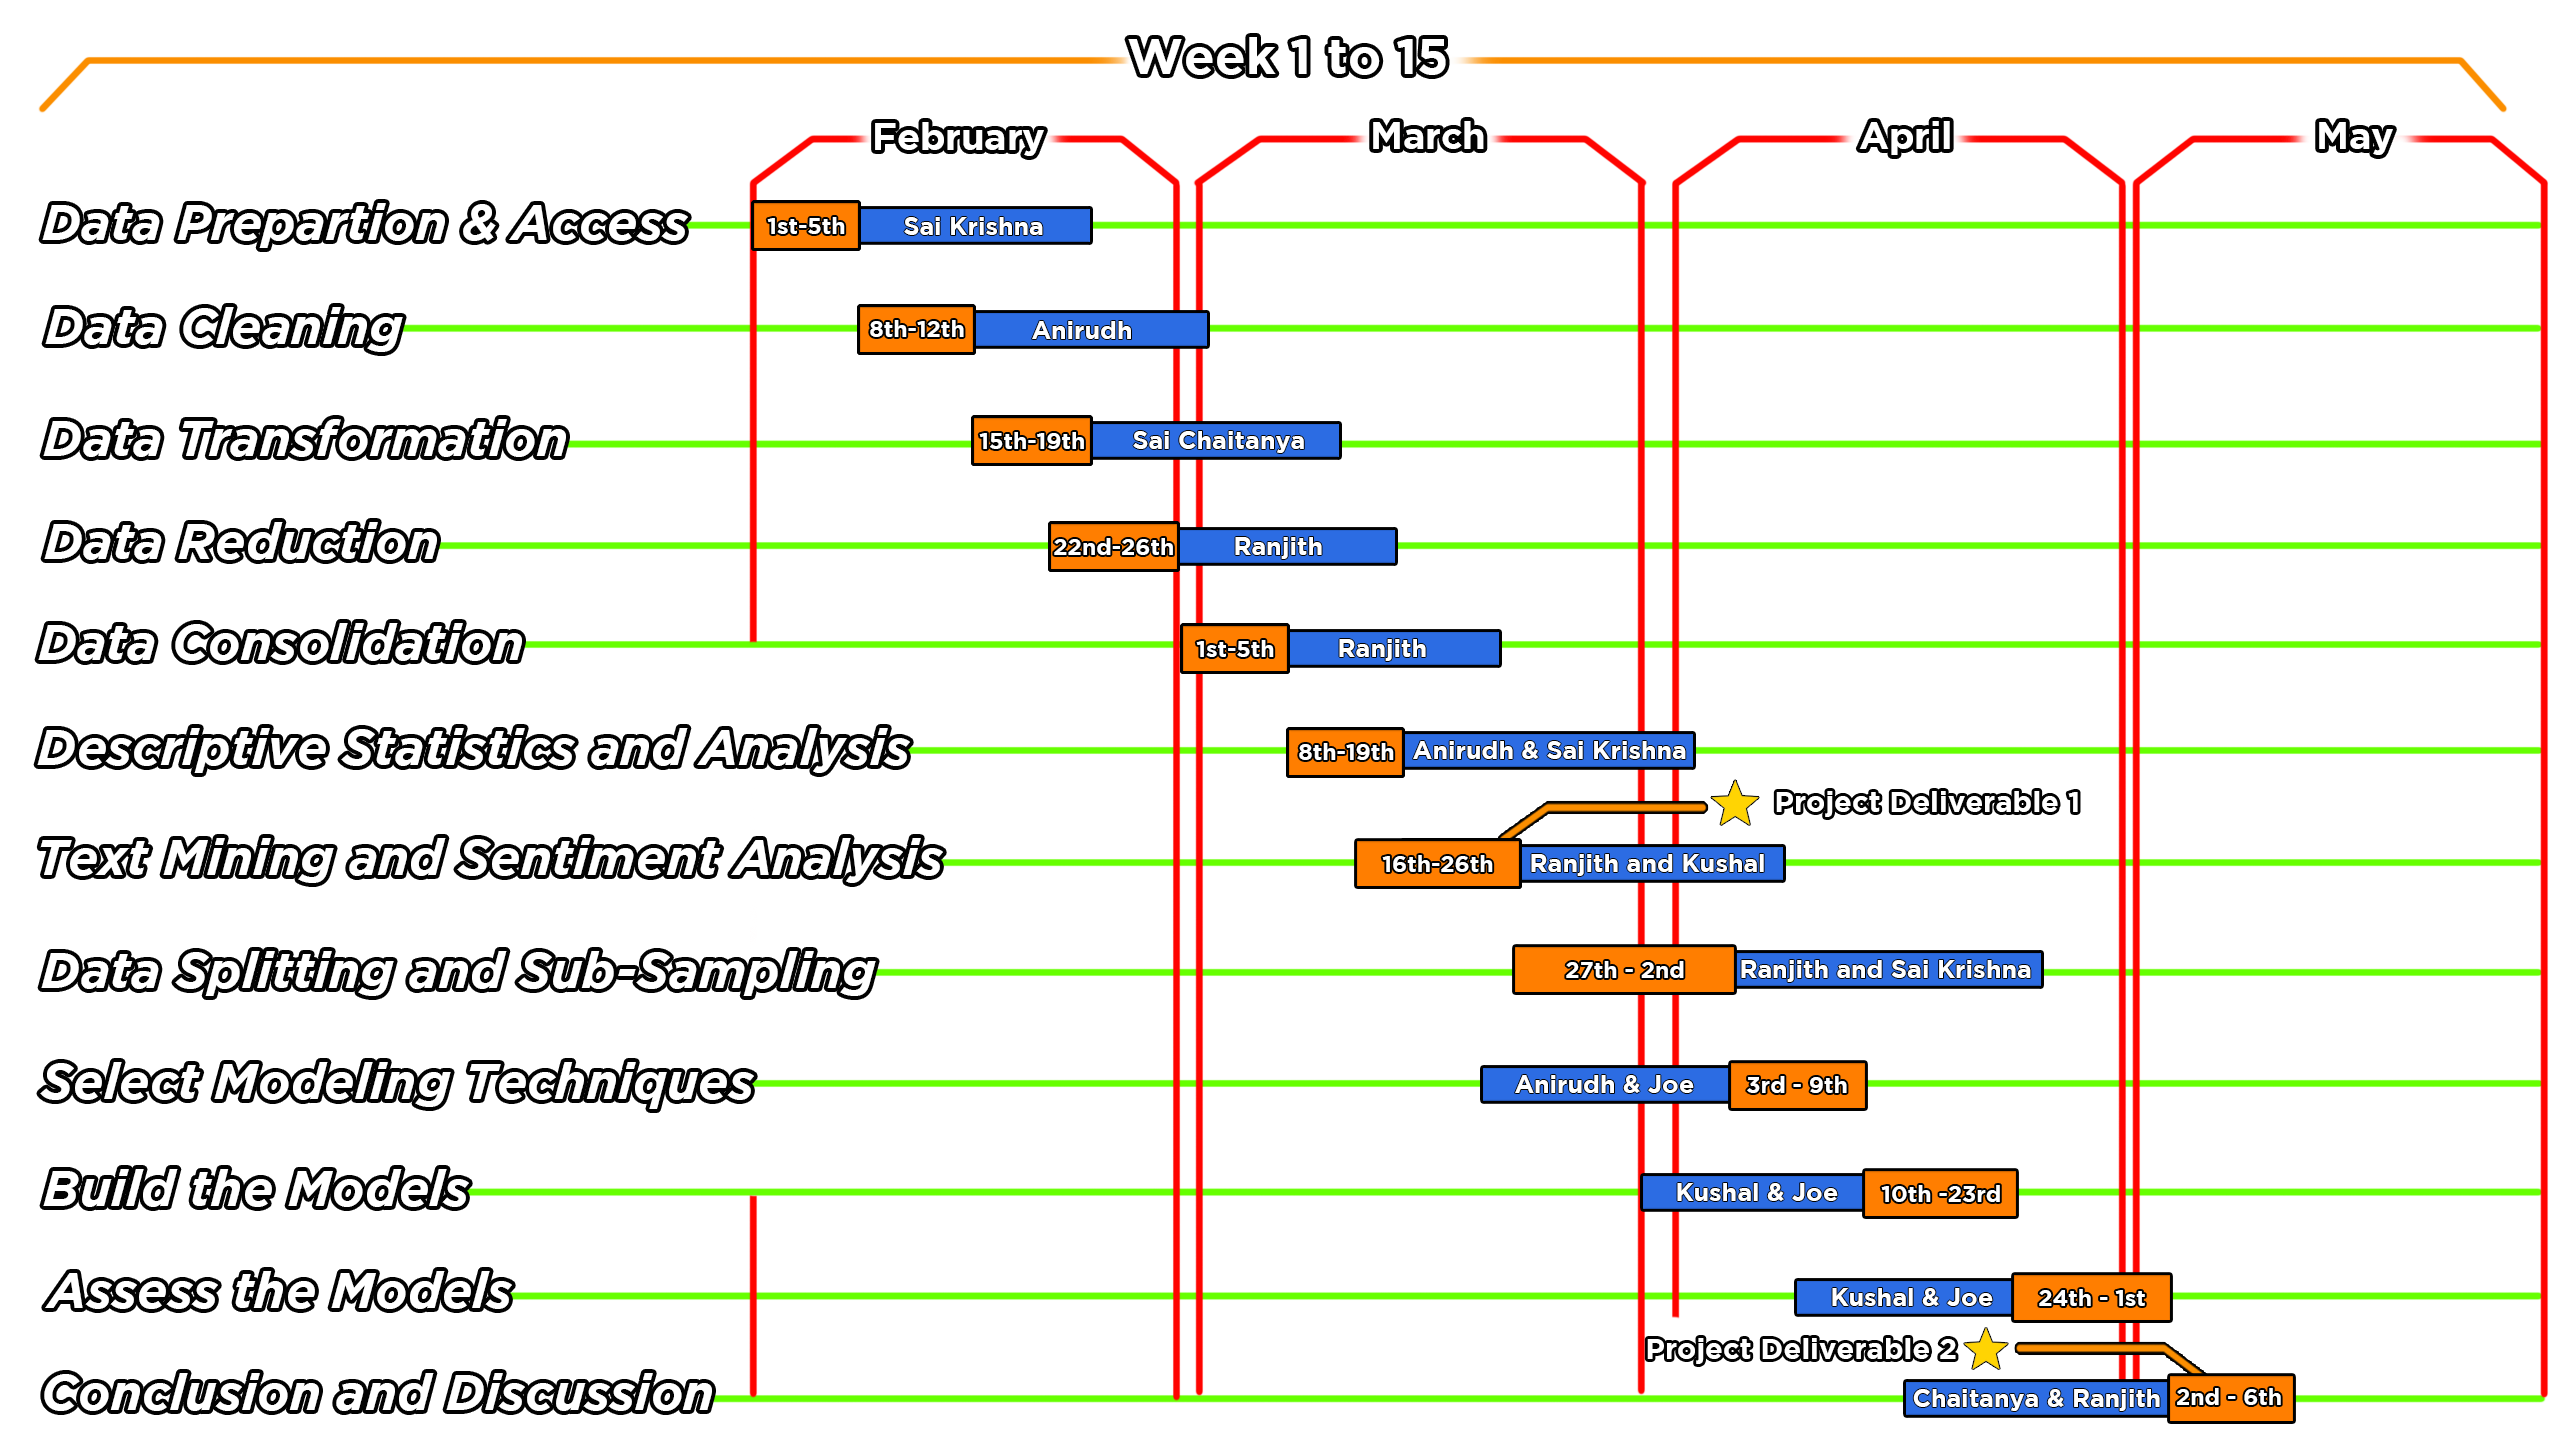 Week 1 to 15
February
March
April
May
Data Prepartion & Access
1st-5th
Sai Krishna
Data Cleaning
8th-12th
Anirudh
Data Transformation
15th-19th
Sai Chaitanya
Data Reduction
22nd-26th
Ranjith
Data Consolidation
1st-5th
Ranjith
Descriptive Statistics and Analysis
8th-19th
Anirudh & Sai Krishna
Project Deliverable 1
Text Mining and Sentiment Analysis
16th-26th
Ranjith and Kushal
Data Splitting and Sub-Sampling
27th - 2nd
Ranjith and Sai Krishna
Select Modeling Techniques
Anirudh & Joe
3rd - 9th
Build the Models
Kushal & Joe
10th -23rd
Assess the Models
Kushal & Joe
24th - 1st
Project Deliverable 2
Conclusion and Discussion
Chaitanya & Ranjith
2nd - 6th